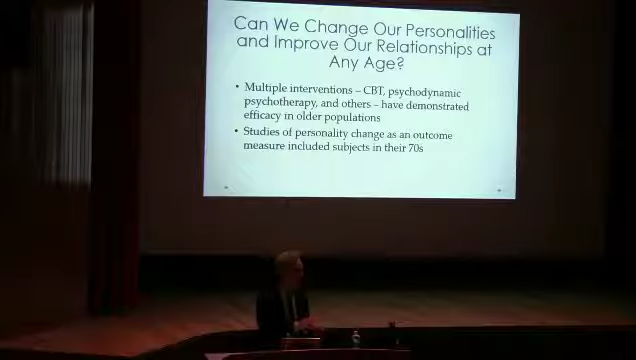 Can We Change Our Personalities
and Improve Our Relationships at
Any Age?
• Multiple interventions – CBT, psychodynamic
psychotherapy, and others – have demonstrated
efficacy in older populations
• Studies of personality change as an outcome
measure included subjects in their 70s